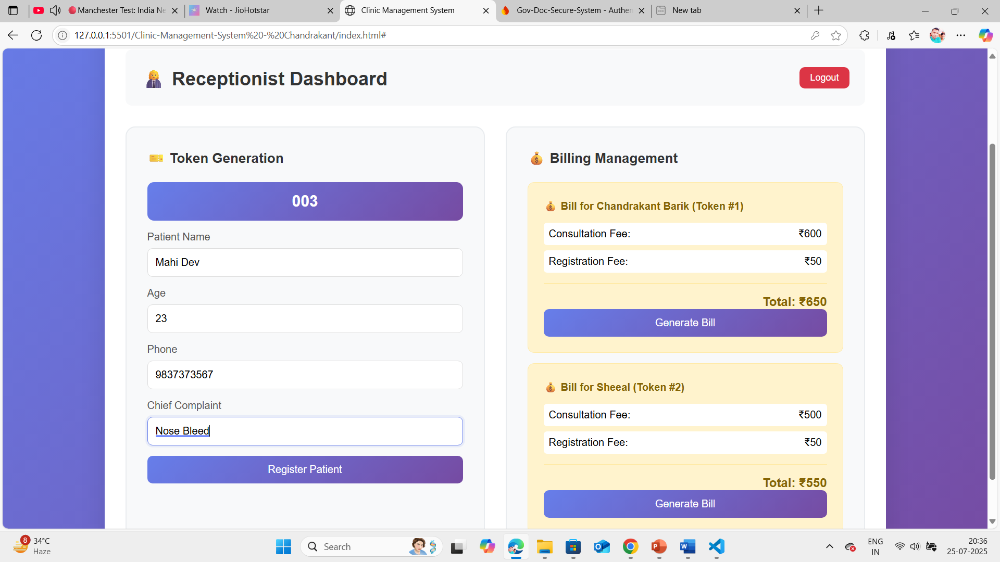 Manchester Test: India Ne
Watch - JioHotstar
Clinic Management System
Gov-Doc-Secure-System - Authen
New tab
127.0.0.1:5501/Clinic-Management-System%20-%20Chandrakant/index.html#
Receptionist Dashboard
Logout
Token Generation
003
Patient Name
Mahi Dev
Age
23
Phone
9837373567
Chief Complaint
Nose Bleed
Register Patient
Billing Management
Bill for Chandrakant Barik (Token #1)
Consultation Fee: ₹600
Registration Fee: ₹50
Total: ₹650
Generate Bill
Bill for Sheeal (Token #2)
Consultation Fee: ₹500
Registration Fee: ₹50
Total: ₹550
Generate Bill
8
34°C
Haze
Search
ENG
IN
20:36
25-07-2025